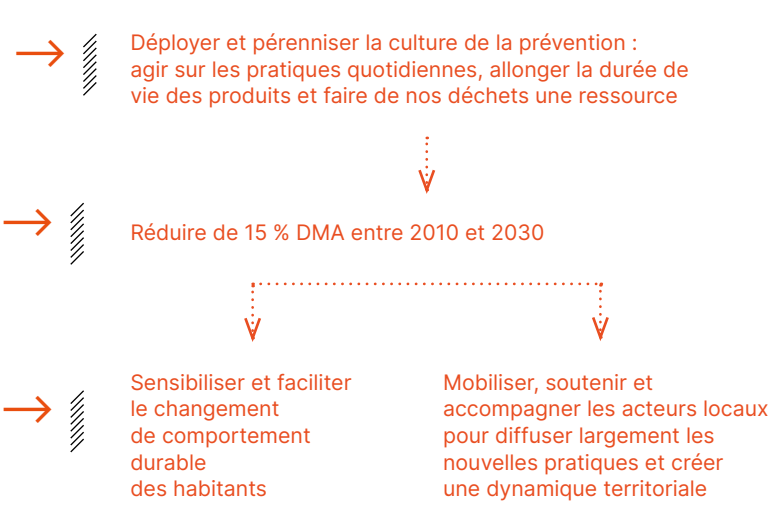 Déployer et pérenniser la culture de la prévention :
agir sur les pratiques quotidiennes, allonger la durée de
vie des produits et faire de nos déchets une ressource
Réduire de 15 % DMA entre 2010 et 2030
Sensibiliser et faciliter
le changement
de comportement
durable
des habitants
Mobiliser, soutenir et
accompagner les acteurs locaux
pour diffuser largement les
nouvelles pratiques et créer
une dynamique territoriale